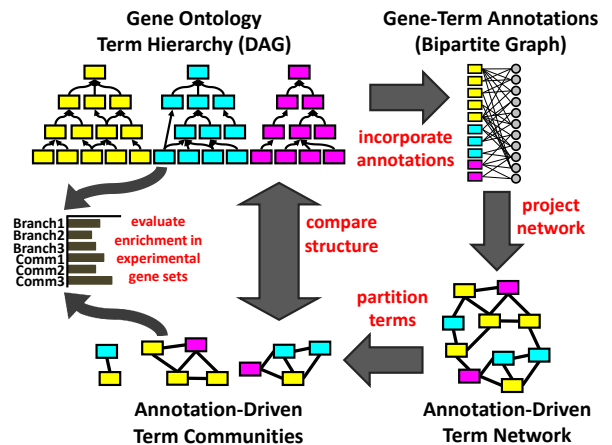 Gene Ontology
Term Hierarchy (DAG)
Gene-Term Annotations
(Bipartite Graph)
incorporate
annotations
project
network
compare
structure
evaluate
enrichment in
experimental
gene sets
Branch1
Branch2
Branch3
Comm1
Comm2
Comm3
partition
terms
Annotation-Driven
Term Communities
Annotation-Driven
Term Network